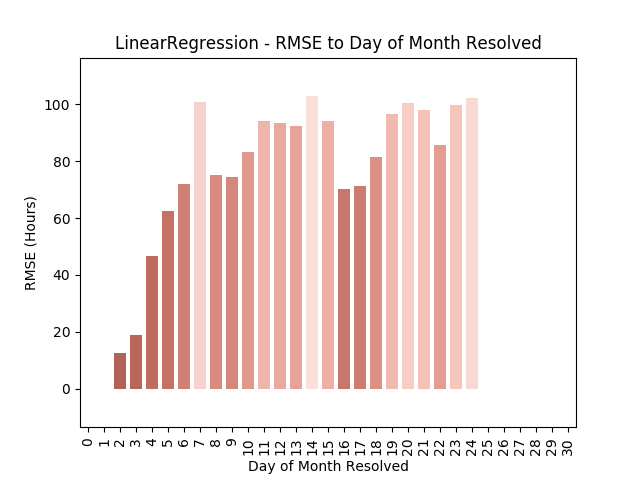 LinearRegression - RMSE to Day of Month Resolved
RMSE (Hours)
100
80
60
40
20
0
0 1 2 3 4 5 6 7 8 9 10 11 12 13 14 15 16 17 18 19 20 21 22 23 24 25 26 27 28 29 30
Day of Month Resolved